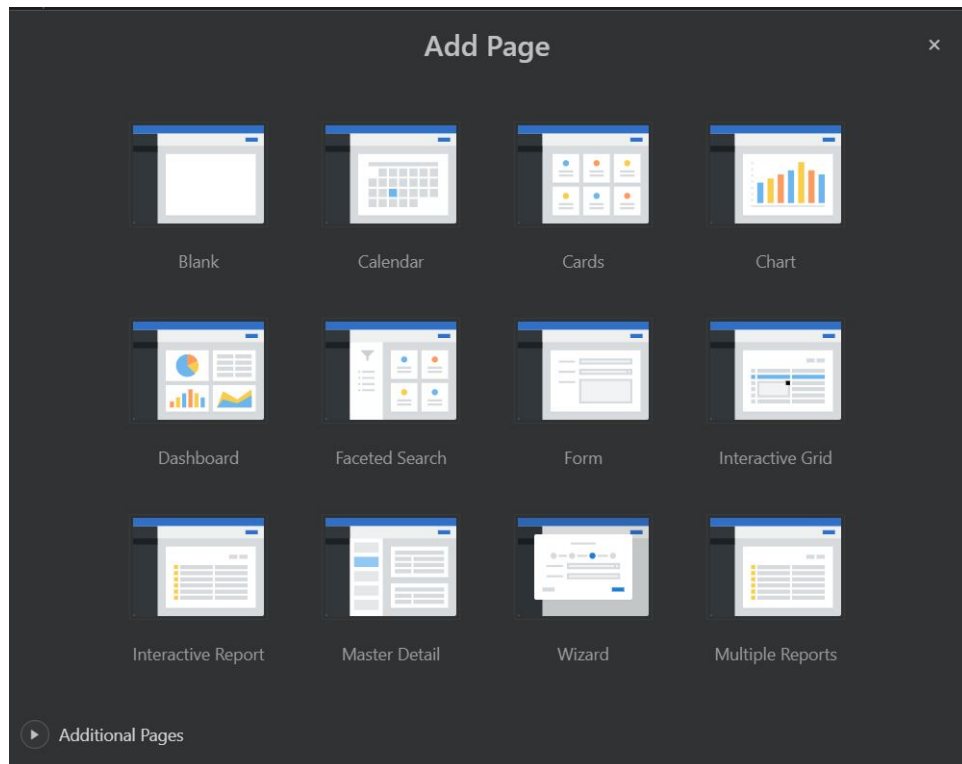 Add Page
Blank
Calendar
Cards
Chart
Dashboard
Faceted Search
Form
Interactive Grid
Interactive Report
Master Detail
Wizard
Multiple Reports
Additional Pages